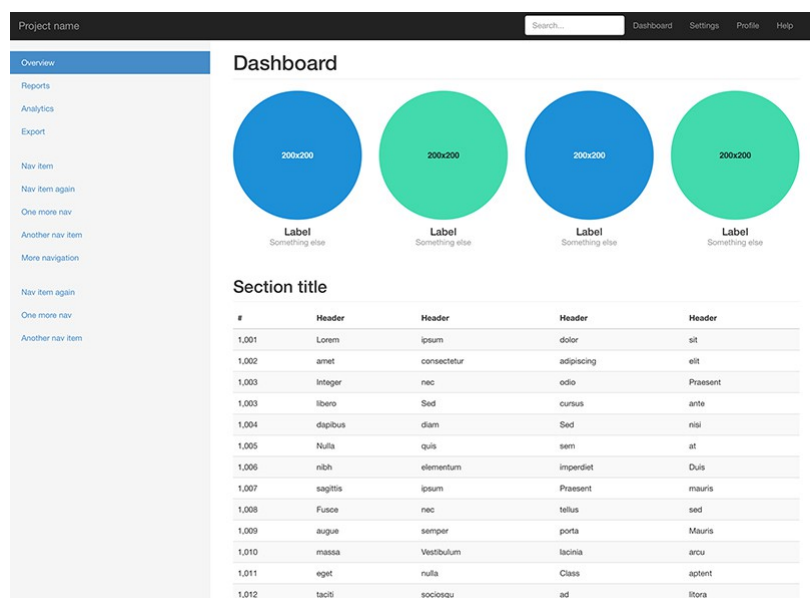 Project name
Search...
Dashboard Settings Profile Help
Overview
Reports
Analytics
Export
Nav item
Nav item again
One more nav
Another nav item
More navigation
Nav item again
One more nav
Another nav item
Dashboard
200x200 200x200 200x200 200x200
Label Label Label Label
Something else Something else Something else Something else
Section title
# Header Header Header Header
1,001 Lorem ipsum dolor sit
1,002 amet consectetur adipiscing elit
1,003 Integer nec odio Praesent
1,003 libero Sed cursus ante
1,004 dapibus diam Sed nisi
1,005 Nulla quis sem at
1,006 nibh elementum imperdiet Duis
1,007 sagittis ipsum Praesent mauris
1,008 Fusce nec tellus sed
1,009 augue semper porta Mauris
1,010 massa Vestibulum lacinia arcu
1,011 eget nulla Class aptent
1,012 taciti sociosqu ad litora